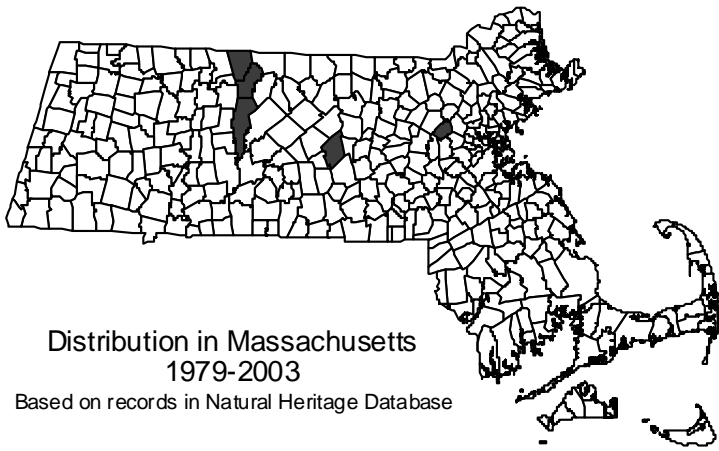 Distribution in Massachusetts
1979-2003
Based on records in Natural Heritage Database